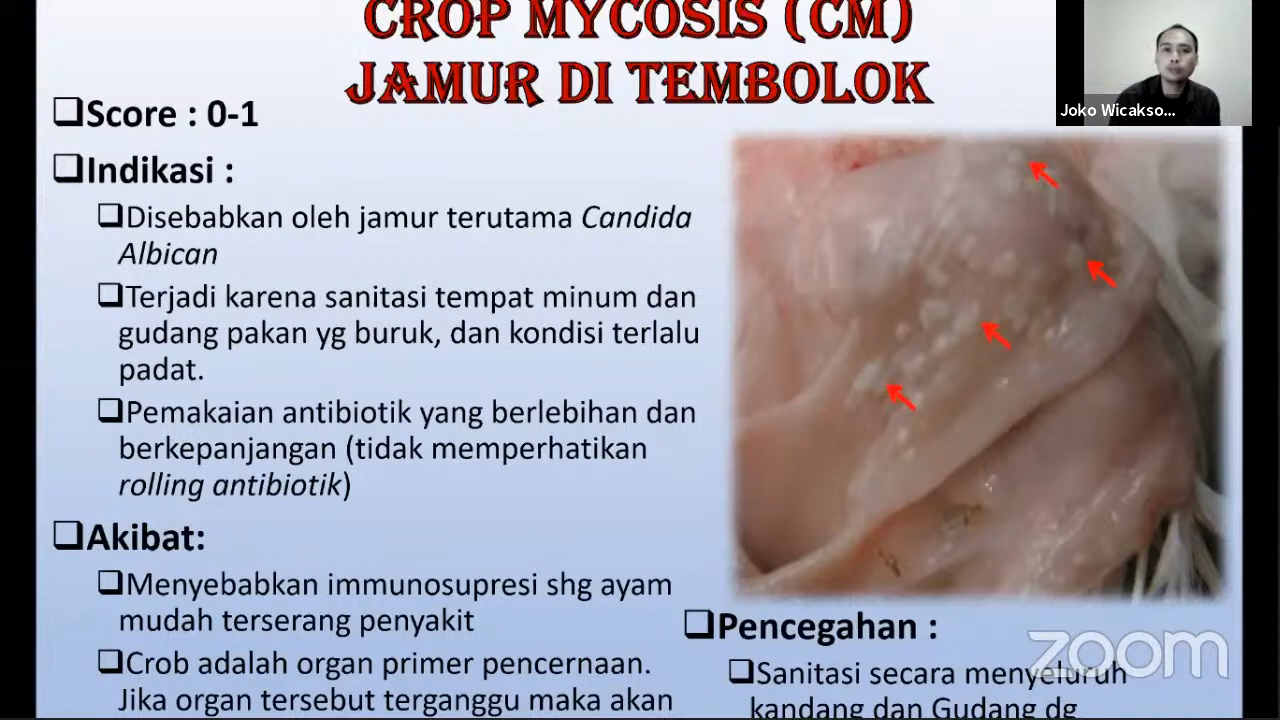 CROP MYCOSIS (CM)
JAMUR DI TEMBOLOK
Score : 0-1
Indikasi :
Disebabkan oleh jamur terutama Candida
Albican
Terjadi karena sanitasi tempat minum dan
gudang pakan yg buruk, dan kondisi terlalu
padat.
Pemakaian antibiotik yang berlebihan dan
berkepanjangan (tidak memperhatikan
rolling antibiotik)
Akibat:
Menyebabkan immunosupresi shg ayam
mudah terserang penyakit
Crob adalah organ primer pencernaan.
Jika organ tersebut terganggu maka akan
Pencegahan :
Sanitasi secara menyeluruh
kandang dan Gudang dg
Joko Wicakso...
zoom